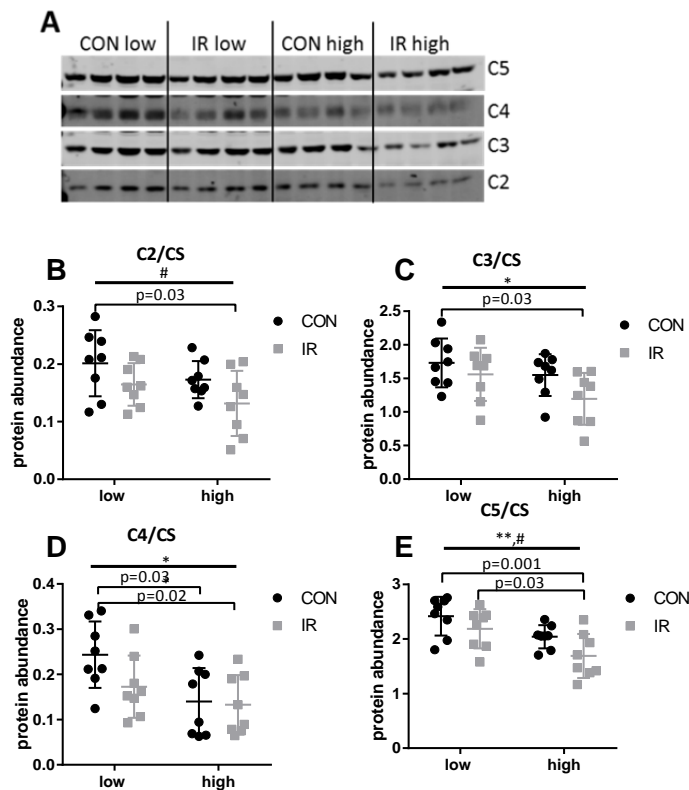 A
CON low IR low CON high IR high
C5
C4
C3
C2
B
C2/CS
#
p=0.03
0.3
0.2
0.1
0.0
protein abundance
low high
CON
IR
C
C3/CS
*
p=0.03
2.5
2.0
1.5
1.0
0.5
0.0
protein abundance
low high
CON
IR
D
C4/CS
*
p=0.03
*
p=0.02
0.4
0.3
0.2
0.1
0.0
protein abundance
low high
CON
IR
E
C5/CS
**,#
p=0.001
p=0.03
3
2
1
0
protein abundance
low high
CON
IR